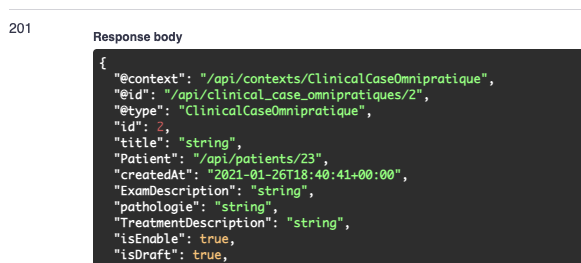 201
Response body
{
"@context": "/api/contexts/ClinicalCaseOmnipratique",
"@id": "/api/clinical_case_omnipratiques/2",
"@type": "ClinicalCaseOmnipratique",
"id": 2,
"title": "string",
"Patient": "/api/patients/23",
"createdAt": "2021-01-26T18:40:41+00:00",
"ExamDescription": "string",
"pathologie": "string",
"TreatmentDescription": "string",
"isEnable": true,
"isDraft": true,